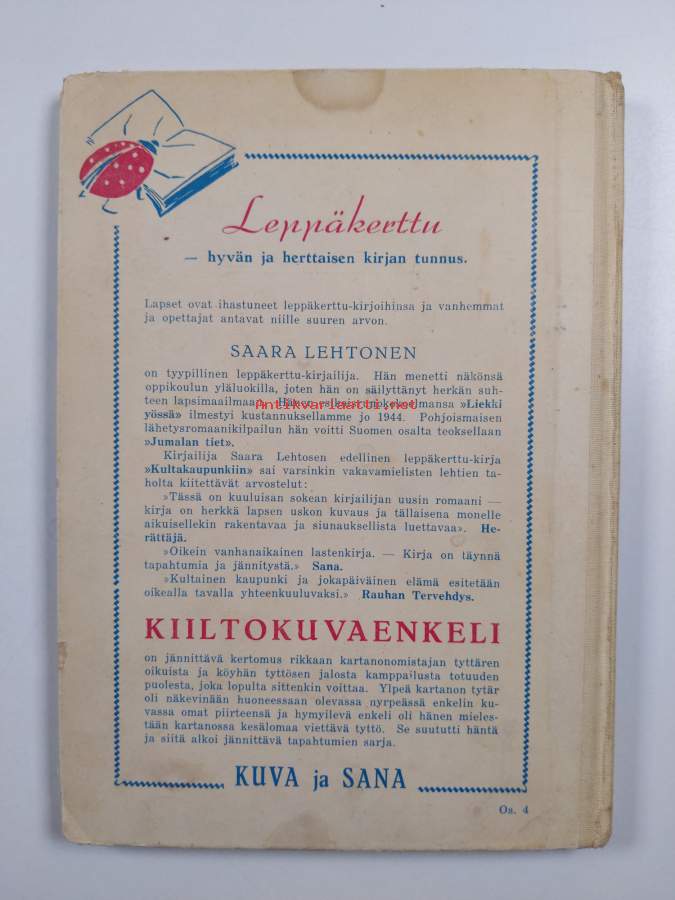 Leppäkerttu
— hyvän ja herttaisen kirjan tunnus.
Lapset ovat ihastuneet leppäkerttu-kirjoihinsa ja vanhemmat
ja opettajat antavat niille suuren arvon.
SAARA LEHTONEN
on tyypillinen leppäkerttu-kirjailija. Hän menetti näkönsä
oppikoulun yläluokilla, joten hän on säilyttänyt herkän suh-
teen lapsimaailmaan. Hänen »Liekki
Antikvariaatti.net
yössä» ilmestyi kustannuksellamme jo 1944. Pohjoismaisen
lähetysromaanikilpailun hän voitti Suomen osalta teoksellaan
»Jumalan tiet».
Kirjailija Saara Lehtosen edellinen leppäkerttu-kirja
»Kultakaupunkiin» sai varsinkin vakavamielisten lehtien ta-
holta kiitettävät arvostelut:
»Tässä on kuuluisan sokean kirjailijan uusin romaani —
kirja on herkkä lapsen uskon kuvaus ja tällaisena monelle
aikuisellekin rakentavaa ja siunauksellista luettavaa». He-
rättäjä.
»Oikein vanhanaikainen lastenkirja. — Kirja on täynnä
tapahtumia ja jännitystä.» Sana.
»Kultainen kaupunki ja jokapäiväinen elämä esitetään
oikealla tavalla yhteenkuuluvaksi.» Rauhan Tervehdys.
KIILTOKUVAENKELI
on jännittävä kertomus rikkaan kartanonomistajan tyttären
oikuista ja köyhän tyttösen jalosta kamppailusta totuuden
puolesta, joka lopulta sittenkin voittaa. Ylpeä kartanon tytär
oli näkevinään huoneessaan olevassa nyrpeässä enkelin ku-
vassa omat piirteensä ja hymyilevä enkeli oli hänen mieles-
tään kartanossa kesälomaa viettävä tyttö. Se suututti häntä
ja siitä alkoi jännittävä tapahtumien sarja.
KUVA ja SANA
Os. 4